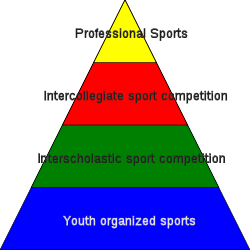 Professional Sports
Intercollegiate sport competition
Interscholastic sport competition
Youth organized sports